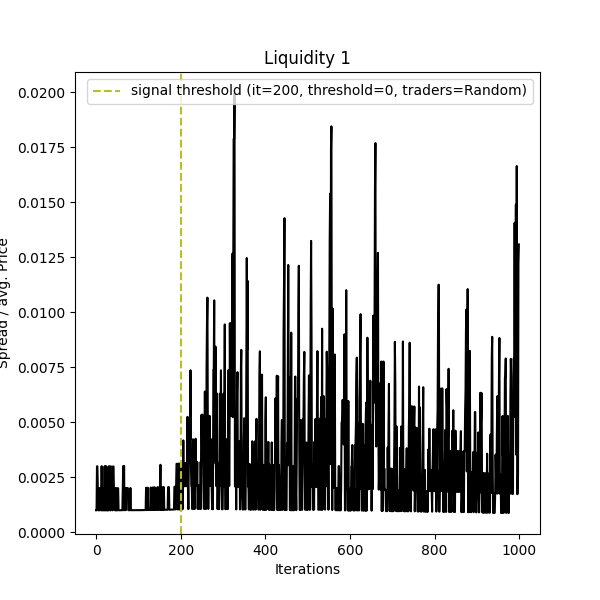 Liquidity 1
signal threshold (it=200, threshold=0, traders=Random)
0.0200
0.0175
0.0150
0.0125
0.0100
0.0075
0.0050
0.0025
0.0000
Spread / avg. Price
0 200 400 600 800 1000
Iterations